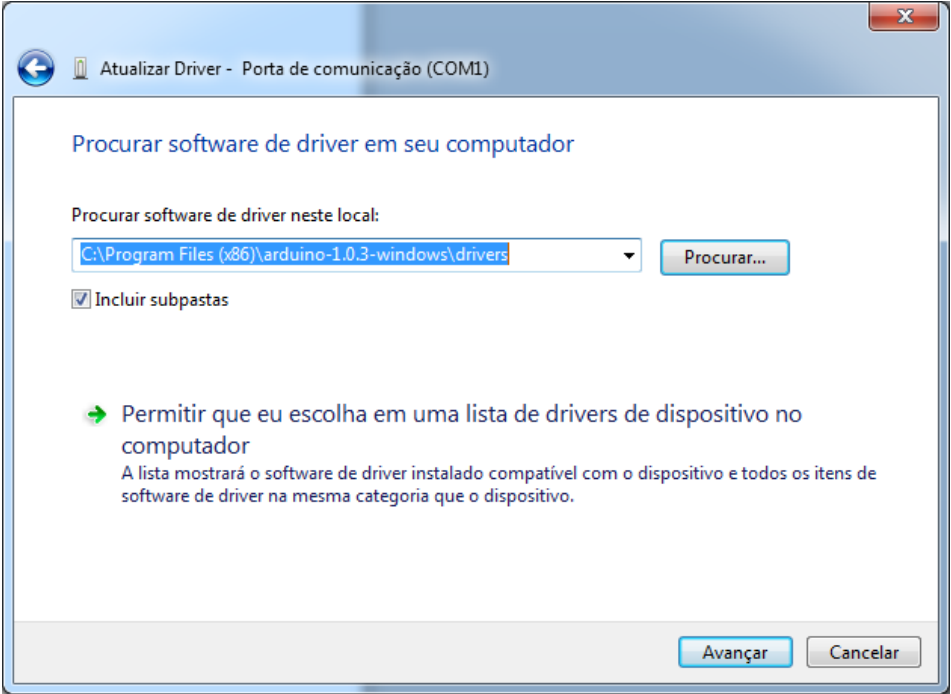 Atualizar Driver - Porta de comunicação (COM1)
Procurar software de driver em seu computador
Procurar software de driver neste local:
C:\Program Files (x86)\arduino-1.0.3-windows\drivers
Procurar...
Incluir subpastas
Permitir que eu escolha em uma lista de drivers de dispositivo no
computador
A lista mostrará o software de driver instalado compatível com o dispositivo e todos os itens de
software de driver na mesma categoria que o dispositivo.
Avançar
Cancelar